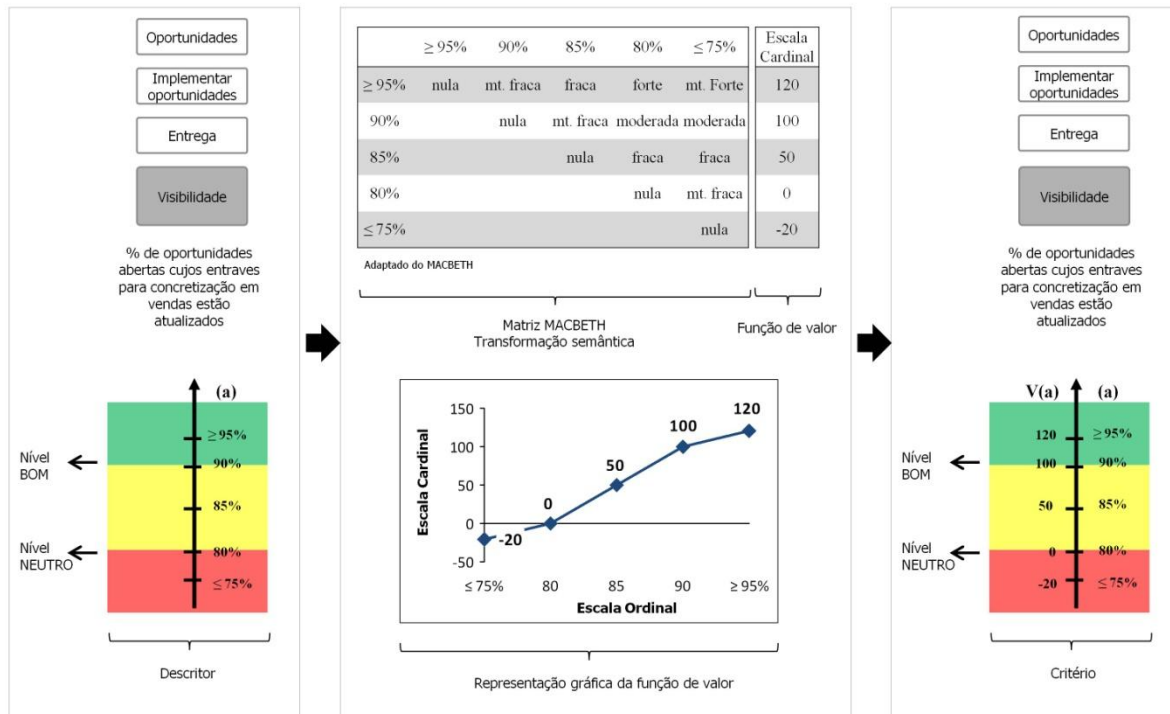 Oportunidades
Implementar
oportunidades
Entrega
Visibilidade
% de oportunidades
abertas cujos entraves
para concretização em
vendas estão
atualizados
(a)
≥ 95%
Nível
BOM
90%
85%
Nível
NEUTRO
80%
≤ 75%
Descritor
≥ 95% 90% 85% 80% ≤ 75% Escala
Cardinal
≥ 95% nula mt. fraca fraca forte mt. Forte 120
90% nula mt. fraca moderada moderada 100
85% nula fraca fraca 50
80% nula mt. fraca 0
≤ 75% nula -20
Adaptado do MACBETH
Matriz MACBETH
Transformação semântica
Função de valor
Escala Cardinal
150
100
50
0
-50
-20
0
50
100
120
≤ 75% 80 85 90 ≥ 95%
Escala Ordinal
Representação gráfica da função de valor
Oportunidades
Implementar
oportunidades
Entrega
Visibilidade
% de oportunidades
abertas cujos entraves
para concretização em
vendas estão
atualizados
V(a) (a)
120 ≥ 95%
Nível
BOM
100 90%
50 85%
Nível
NEUTRO
0 80%
-20 ≤ 75%
Critério